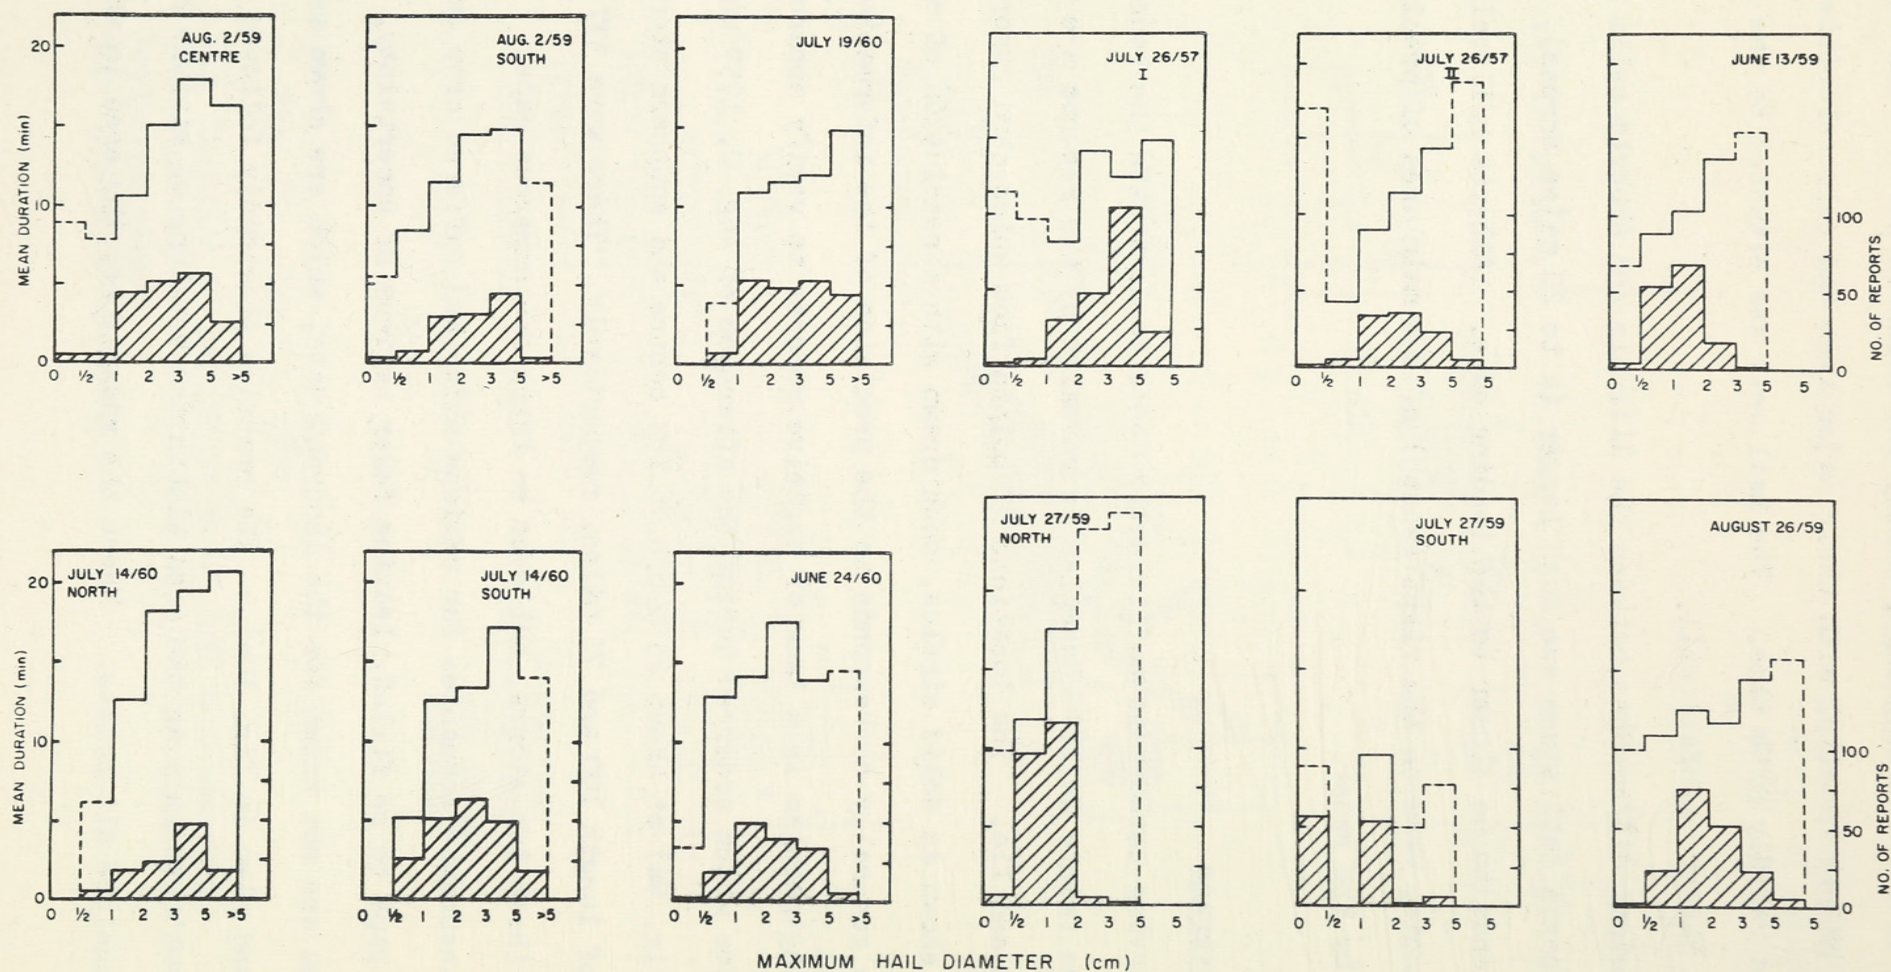 AUG. 2/59
CENTRE
AUG. 2/59
SOUTH
JULY 19/60
JULY 26/57
I
JULY 26/57
II
JUNE 13/59
MEAN DURATION (min)
20
10
0
100
50
0
NO. OF REPORTS
0 ½ 1 2 3 5 >5
0 ½ 1 2 3 5 >5
0 ½ 1 2 3 5 >5
0 ½ 1 2 3 5 5
0 ½ 1 2 3 5 5
0 ½ 1 2 3 5 5
JULY 14/60
NORTH
JULY 14/60
SOUTH
JUNE 24/60
JULY 27/59
NORTH
JULY 27/59
SOUTH
AUGUST 26/59
MEAN DURATION (min)
20
10
0
100
50
0
NO. OF REPORTS
0 ½ 1 2 3 5 >5
0 ½ 1 2 3 5 >5
0 ½ 1 2 3 5 >5
0 ½ 1 2 3 5 5
0 ½ 1 2 3 5 5
0 ½ 1 2 3 5 5
MAXIMUM HAIL DIAMETER (cm)